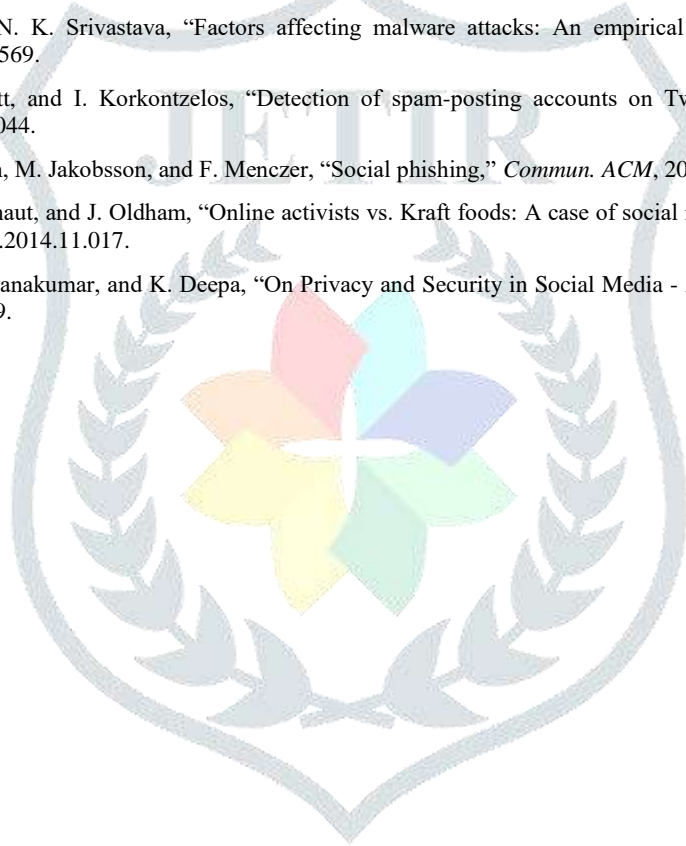 N. K. Srivastava, “Factors affecting malware attacks: An empirical
569.
tt, and I. Korkontzelos, “Detection of spam-posting accounts on Tw
044.
, M. Jakobsson, and F. Menczer, “Social phishing,” Commun. ACM, 20
naut, and J. Oldham, “Online activists vs. Kraft foods: A case of social
.2014.11.017.
anakumar, and K. Deepa, “On Privacy and Security in Social Media -
9.
JETIR